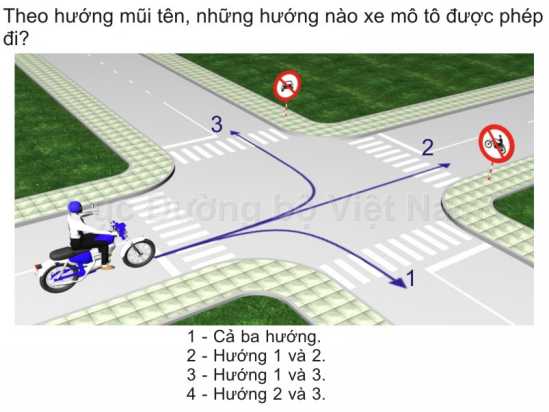 Theo hướng mũi tên, những hướng nào xe mô tô được phép
đi?
3
2
ục Đường bộ Việt Na
1
1 - Cả ba hướng.
2 - Hướng 1 và 2.
3 - Hướng 1 và 3.
4 - Hướng 2 và 3.